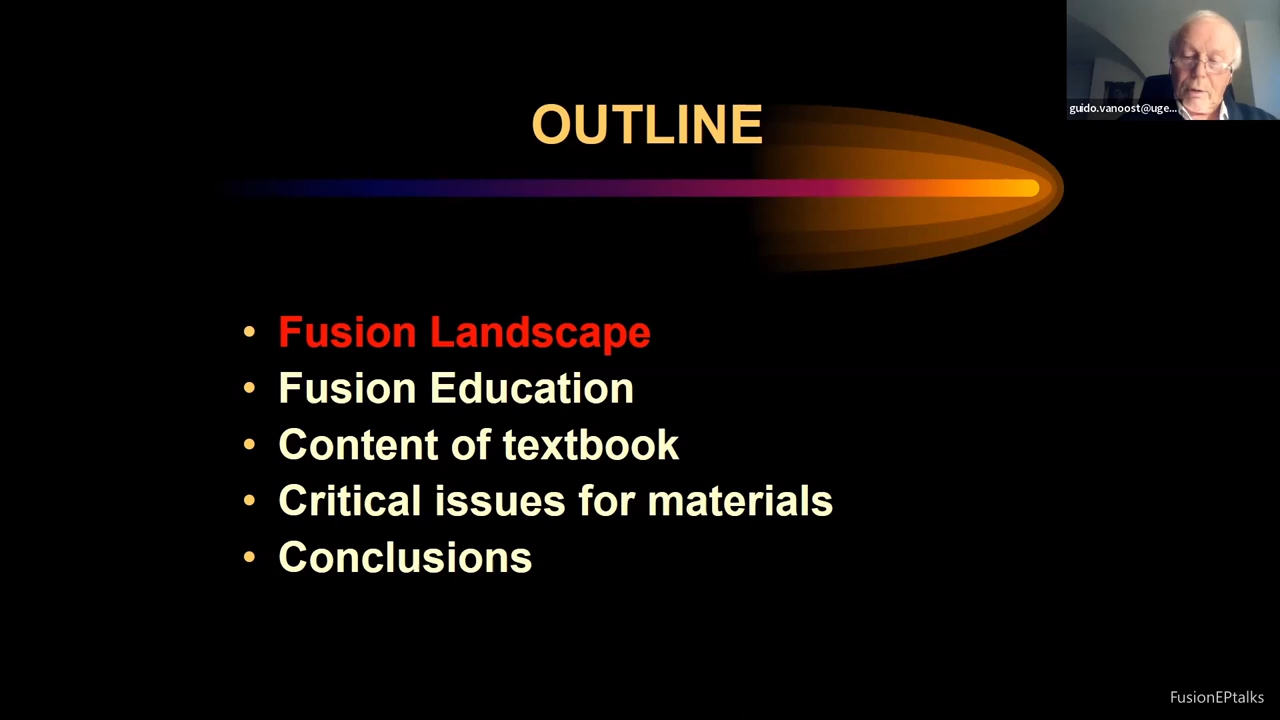 OUTLINE
guido.vanoost@uge...
• Fusion Landscape
• Fusion Education
• Content of textbook
• Critical issues for materials
• Conclusions
FusionEPtalks